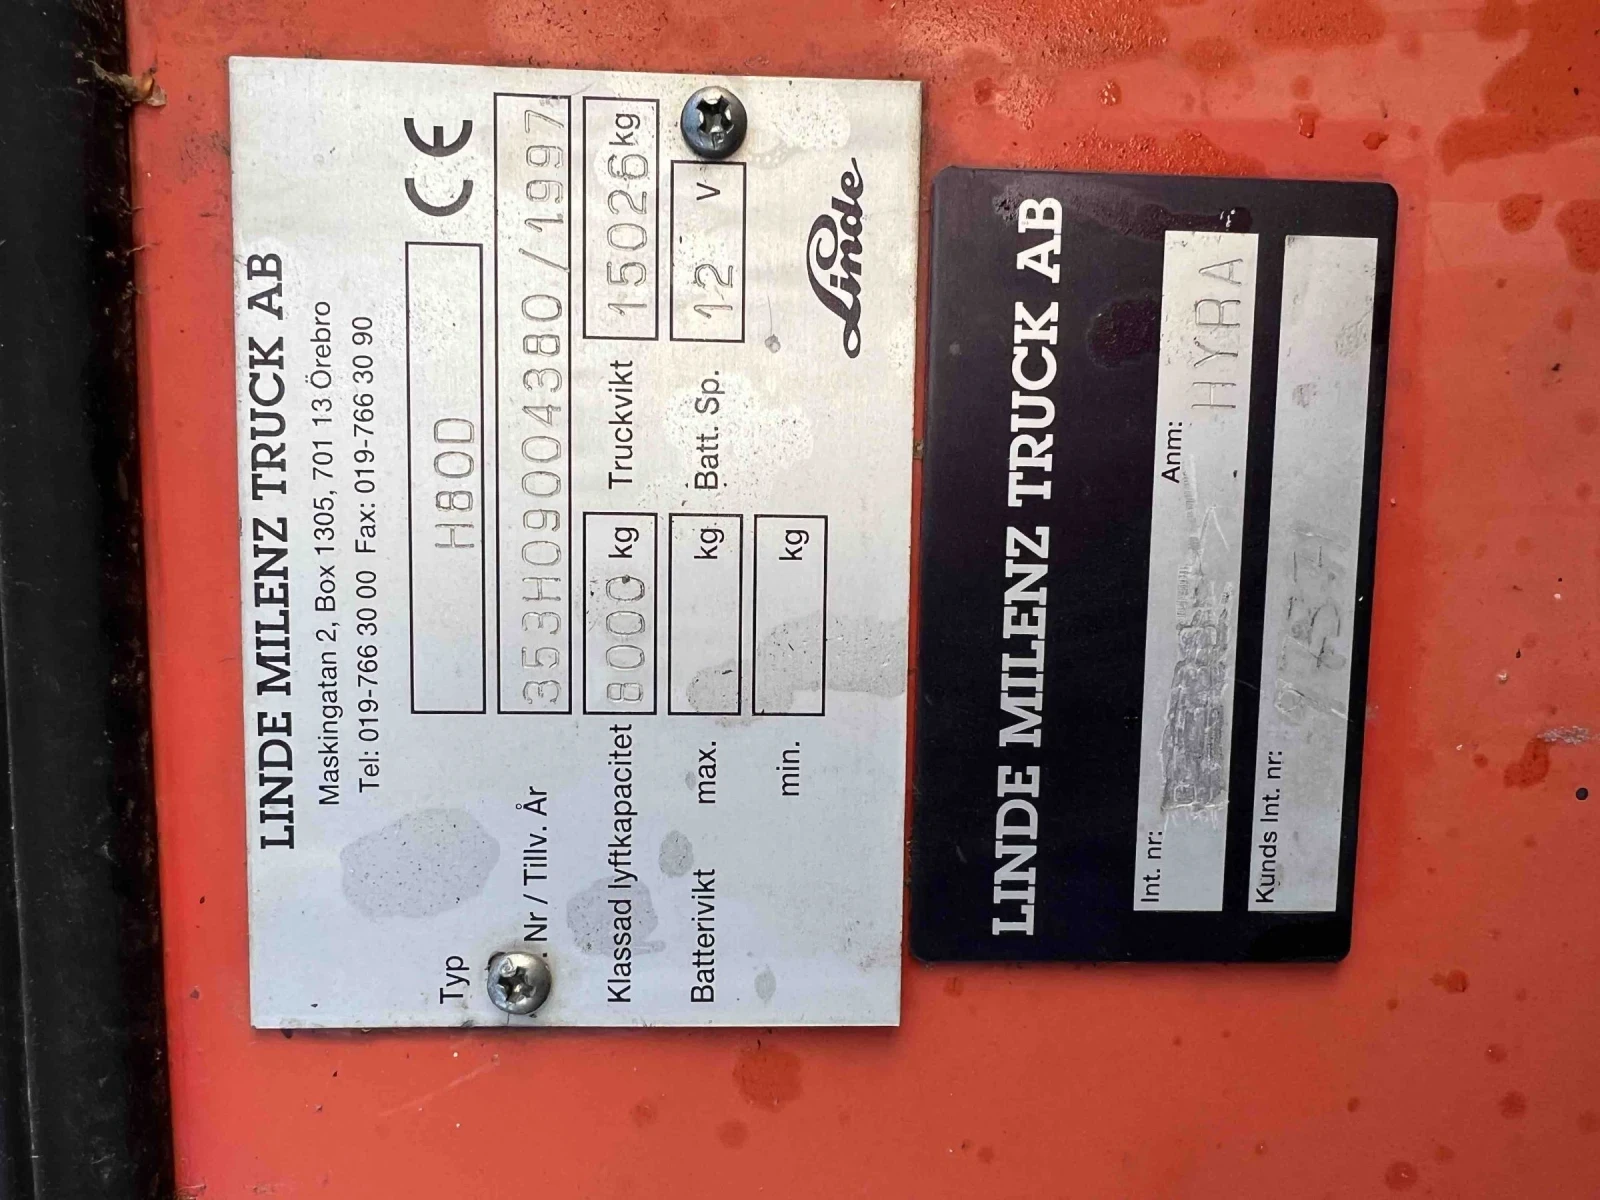 LINDE MILENZ TRUCK AB
Maskingatan 2, Box 1305, 701 13 Örebro
Tel: 019-766 30 00 Fax: 019-766 30 90
Typ H80D CE
Nr / Tillv. År 353H09004380/1997
Klassad lyftkapacitet 8000 kg Truckvikt 15026 kg
Batterivikt max. kg Batt. Sp. 12 V
min. kg
Linde
LINDE MILENZ TRUCK AB
Int. nr: Anm: HYRA
Kunds Int. nr: